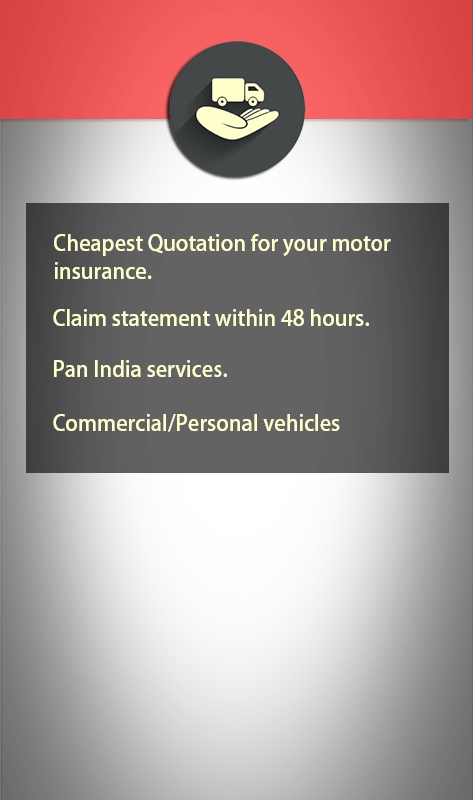 Cheapest Quotation for your motor
insurance.
Claim statement within 48 hours.
Pan India services.
Commercial/Personal vehicles